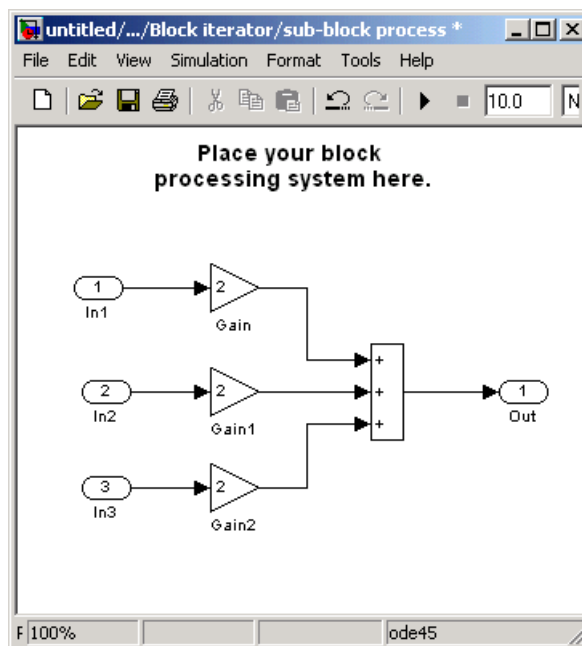 untitled/.../Block iterator/sub-block process *
File Edit View Simulation Format Tools Help
10.0 N
Place your block
processing system here.
1
In1
2
Gain
+
2
In2
2
Gain1
+
1
Out
3
In3
2
Gain2
+
F 100% ode45